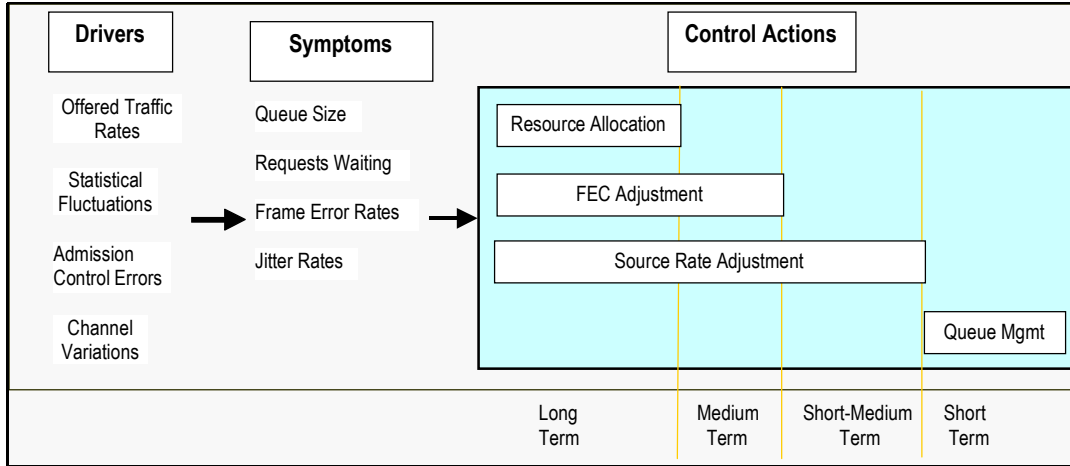 Drivers
Symptoms
Control Actions
Offered Traffic
Rates
Statistical
Fluctuations
Admission
Control Errors
Channel
Variations
Queue Size
Requests Waiting
Frame Error Rates
Jitter Rates
Resource Allocation
FEC Adjustment
Source Rate Adjustment
Queue Mgmt
Long
Term
Medium
Term
Short-Medium
Term
Short
Term